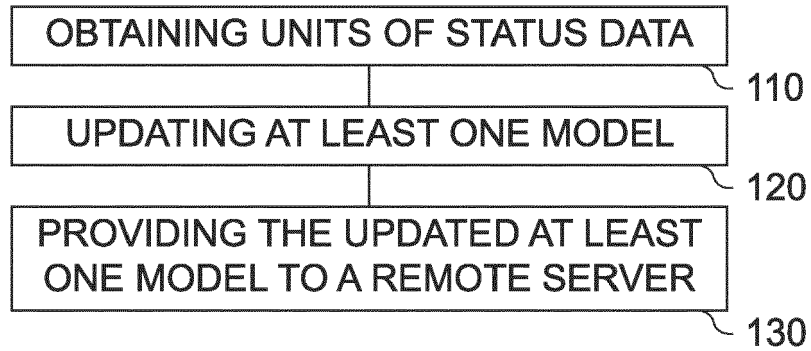 OBTAINING UNITS OF STATUS DATA
110
UPDATING AT LEAST ONE MODEL
120
PROVIDING THE UPDATED AT LEAST
ONE MODEL TO A REMOTE SERVER
130